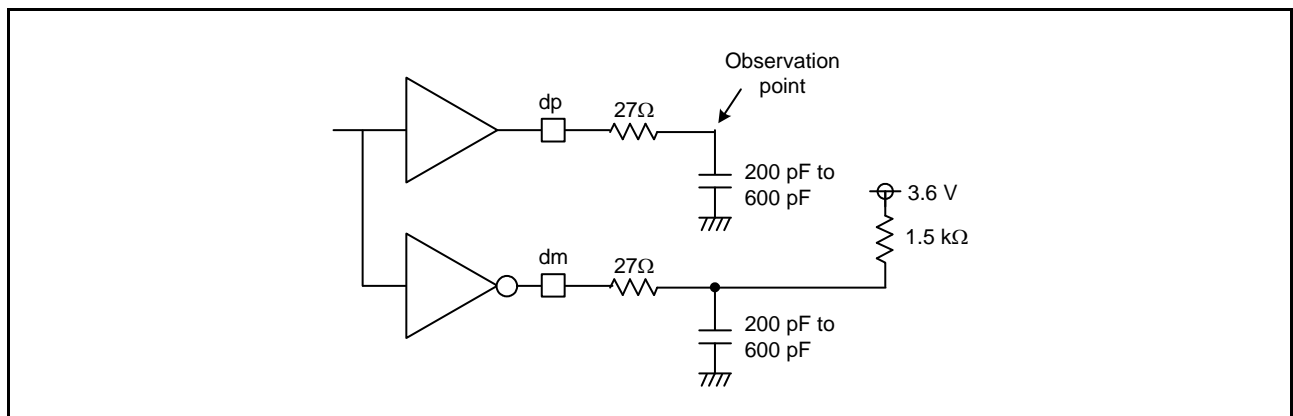 Observation
point
dp
27Ω
200 pF to
600 pF
3.6 V
1.5 kΩ
dm
27Ω
200 pF to
600 pF